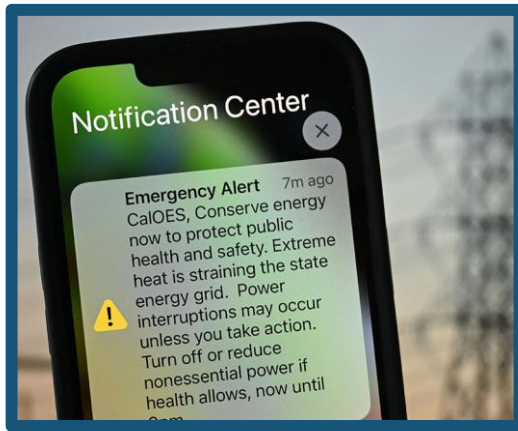 Notification Center
Emergency Alert 7m ago
CalOES, Conserve energy
now to protect public
health and safety. Extreme
heat is straining the state
energy grid. Power
interruptions may occur
unless you take action.
Turn off or reduce
nonessential power if
health allows, now until